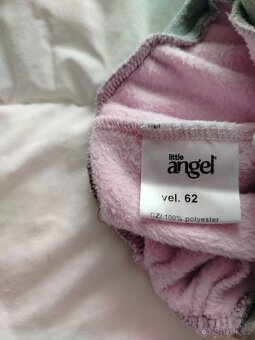 little
angel®
vel. 62
CZ/ 100% polyester